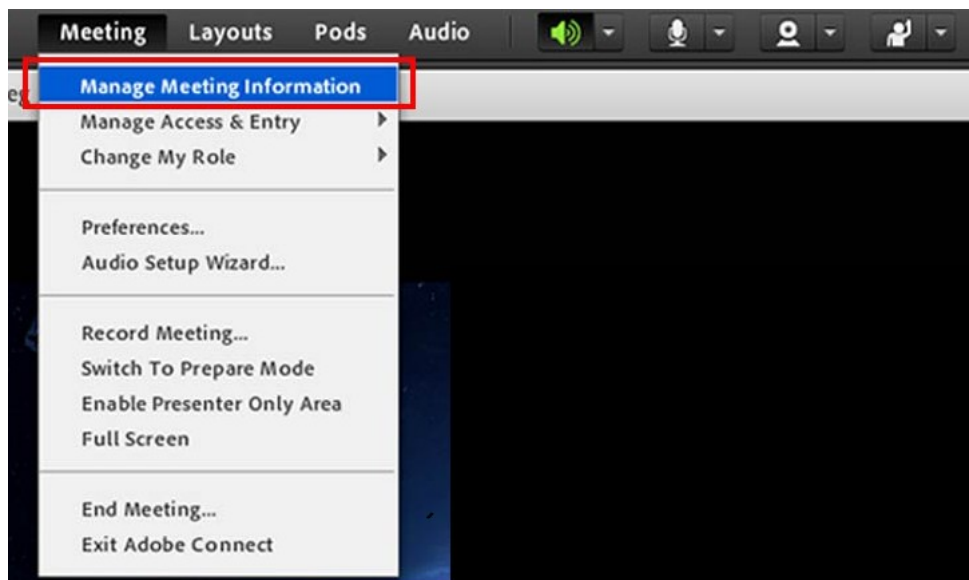 Meeting Layouts Pods Audio
eg
Manage Meeting Information
Manage Access & Entry
Change My Role
Preferences...
Audio Setup Wizard...
Record Meeting...
Switch To Prepare Mode
Enable Presenter Only Area
Full Screen
End Meeting...
Exit Adobe Connect